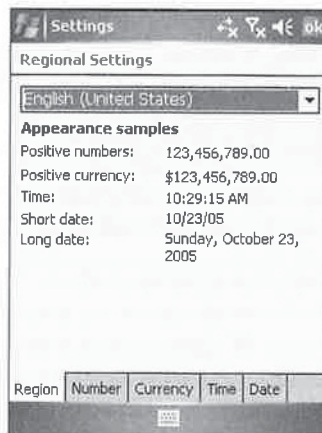 Settings ok
Regional Settings
English (United States)
Appearance samples
Positive numbers: 123,456,789.00
Positive currency: $123,456,789.00
Time: 10:29:15 AM
Short date: 10/23/05
Long date: Sunday, October 23,
2005
Region Number Currency Time Date